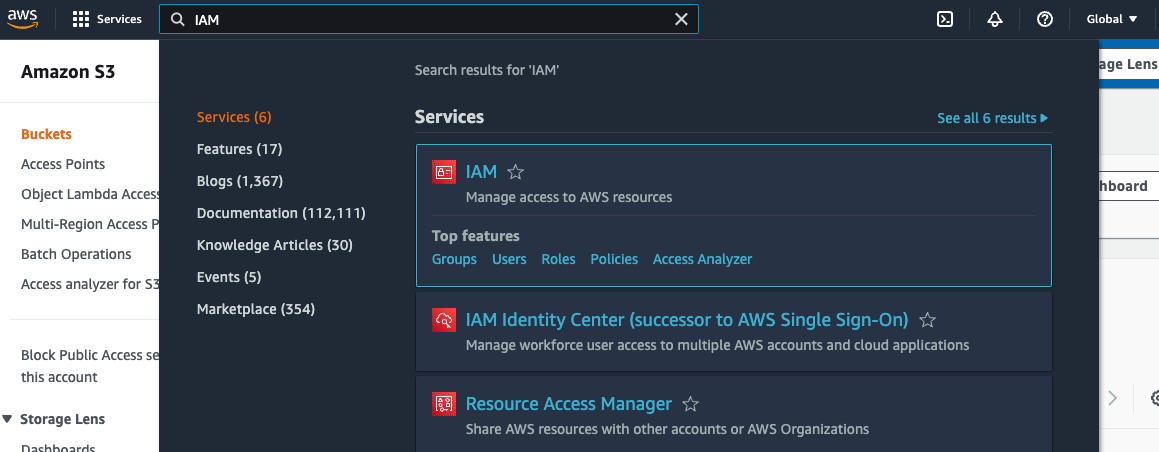 aws
Services
IAM
Global
Amazon S3
Buckets
Access Points
Object Lambda Access
Multi-Region Access P
Batch Operations
Access analyzer for S3
Block Public Access se
this account
Storage Lens
Dashboards
Search results for 'IAM'
Services (6)
Features (17)
Blogs (1,367)
Documentation (112,111)
Knowledge Articles (30)
Events (5)
Marketplace (354)
Services
See all 6 results
IAM
Manage access to AWS resources
Top features
Groups Users Roles Policies Access Analyzer
IAM Identity Center (successor to AWS Single Sign-On)
Manage workforce user access to multiple AWS accounts and cloud applications
Resource Access Manager
Share AWS resources with other accounts or AWS Organizations
age Lens
hboard